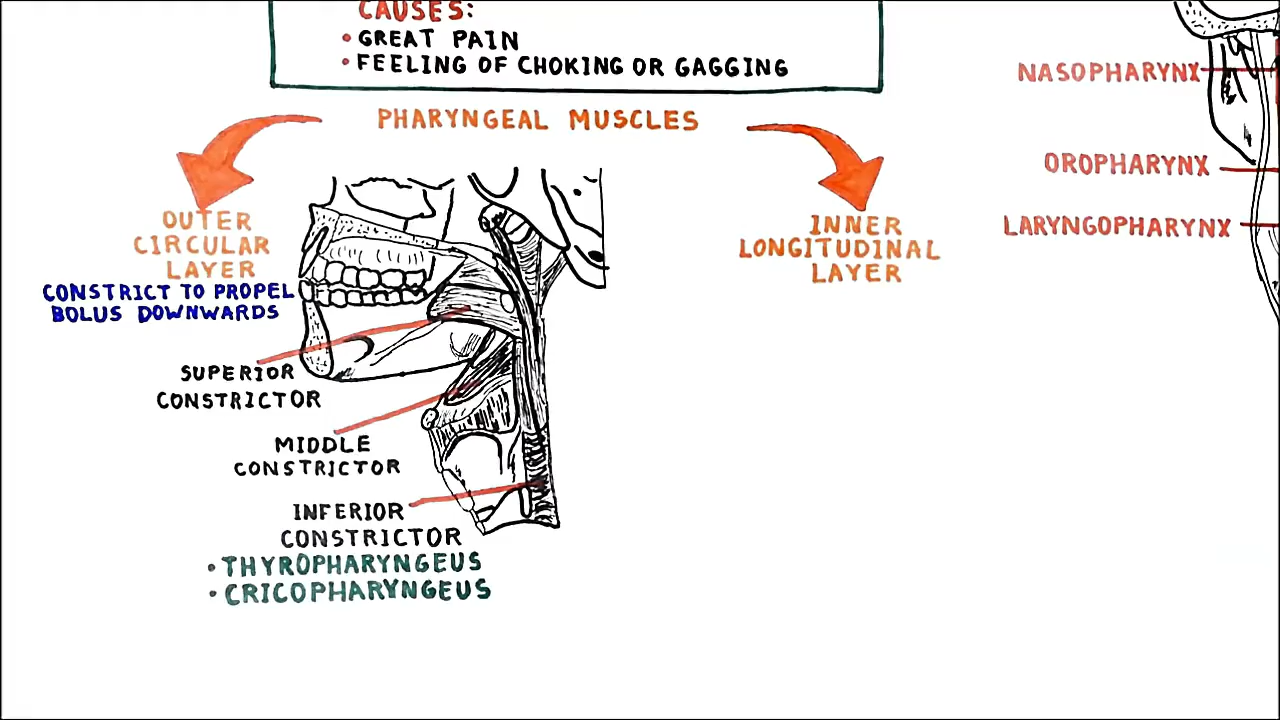 CAUSES:
•GREAT PAIN
•FEELING OF CHOKING OR GAGGING
PHARYNGEAL MUSCLES
OUTER
CIRCULAR
LAYER
CONSTRICT TO PROPEL
BOLUS DOWNWARDS
SUPERIOR
CONSTRICTOR
MIDDLE
CONSTRICTOR
INFERIOR
CONSTRICTOR
•THYROPHARYNGEUS
•CRICOPHARYNGEUS
INNER
LONGITUDINAL
LAYER
NASOPHARYNX
OROPHARYNX
LARYNGOPHARYNX